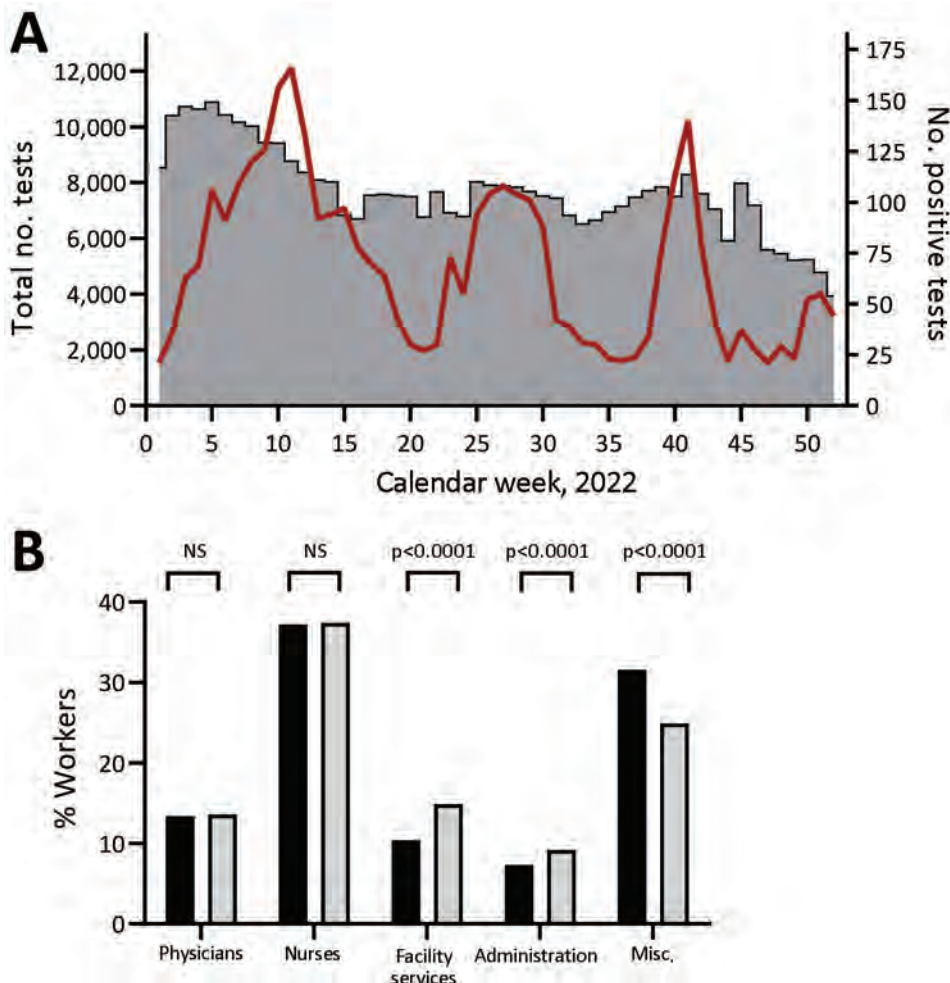 A
Total no. tests
12,000
10,000
8,000
6,000
4,000
2,000
0
175
150
125
100
75
50
25
0
No. positive tests
0 5 10 15 20 25 30 35 40 45 50
Calendar week, 2022
B
NS NS p<0.0001 p<0.0001 p<0.0001
% Workers
40
30
20
10
0
Physicians Nurses Facility services Administration Misc.